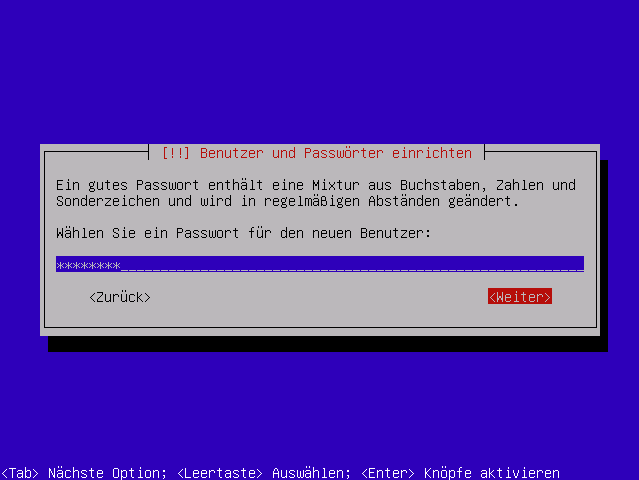 [!!] Benutzer und Passwörter einrichten
Ein gutes Passwort enthält eine Mixtur aus Buchstaben, Zahlen und
Sonderzeichen und wird in regelmäßigen Abständen geändert.
Wählen Sie ein Passwort für den neuen Benutzer:
********
<Zurück> <Weiter>
<Tab> Nächste Option; <Leertaste> Auswählen; <Enter> Knöpfe aktivieren